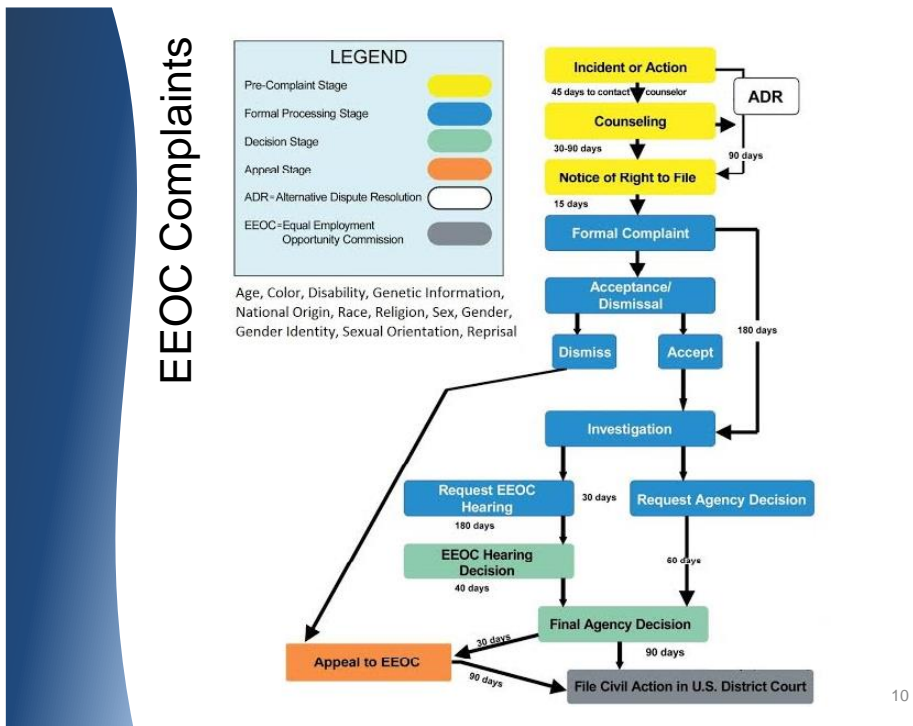 EEOC Complaints
LEGEND
Pre-Complaint Stage
Formal Processing Stage
Decision Stage
Appeal Stage
ADR=Alternative Dispute Resolution
EEOC=Equal Employment
Opportunity Commission
Age, Color, Disability, Genetic Information,
National Origin, Race, Religion, Sex, Gender,
Gender Identity, Sexual Orientation, Reprisal
Incident or Action
45 days to contact counselor
ADR
Counseling
30-90 days
90 days
Notice of Right to File
15 days
Formal Complaint
Acceptance/
Dismissal
180 days
Dismiss
Accept
Investigation
Request EEOC
Hearing
30 days
Request Agency Decision
180 days
EEOC Hearing
Decision
60 days
40 days
Final Agency Decision
30 days
90 days
Appeal to EEOC
90 days
File Civil Action in U.S. District Court
10